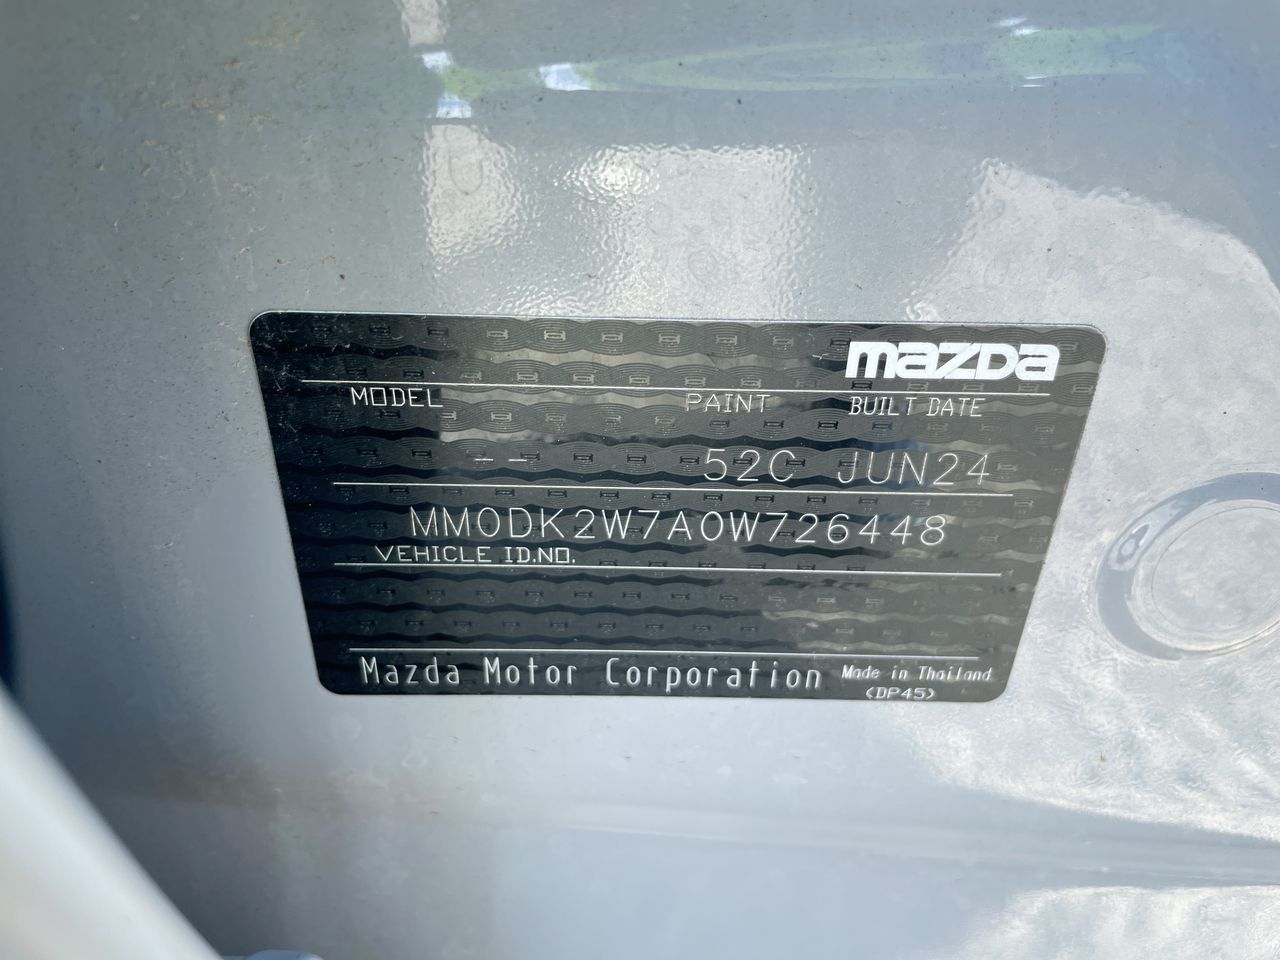 mazda
MODEL PAINT BUILT DATE
-- 52C JUN24
MM0DK2W7A0W726448
VEHICLE ID.NO.
Mazda Motor Corporation Made in Thailand
(DP45)